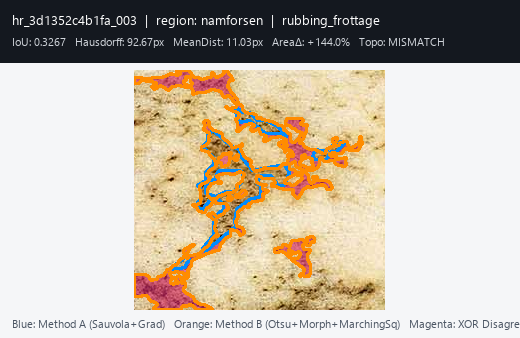 hr_3d1352c4b1fa_003 | region: namforsen | rubbing_frottage
IoU: 0.3267 Hausdorff: 92.67px MeanDist: 11.03px AreaΔ: +144.0% Topo: MISMATCH
Blue: Method A (Sauvola+Grad) Orange: Method B (Otsu+Morph+MarchingSq) Magenta: XOR Disagre